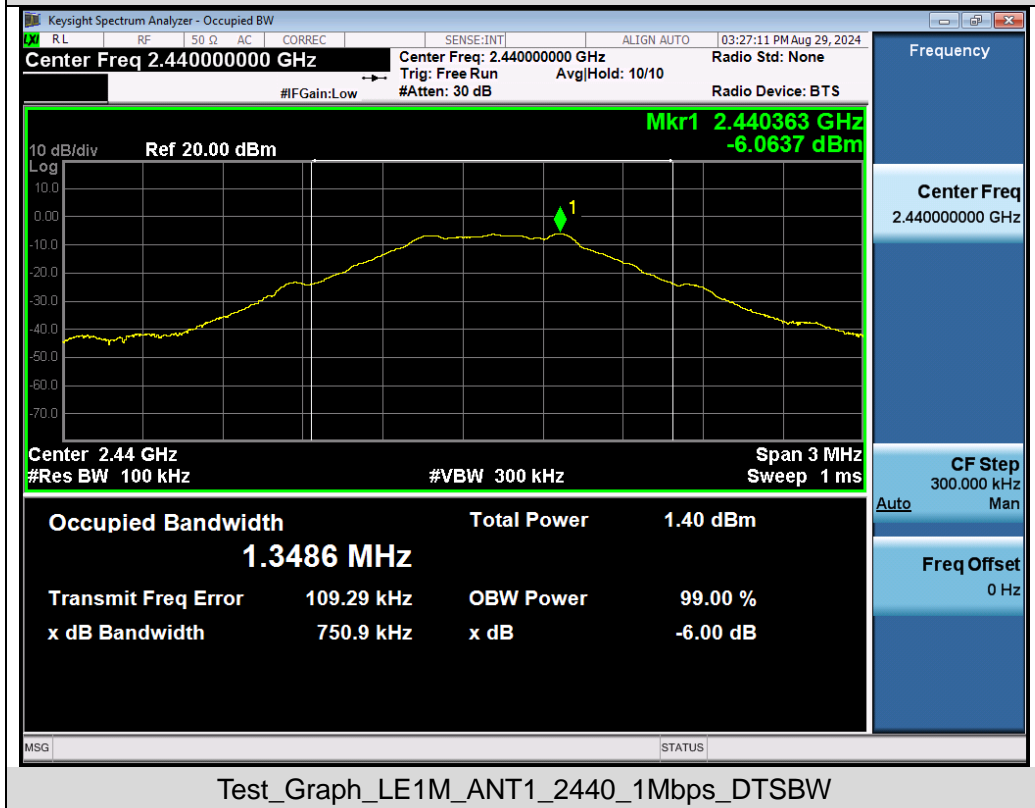 Keysight Spectrum Analyzer - Occupied BW
LXI RL RF 50 Ω AC CORREC SENSE:INT ALIGN AUTO 03:27:11 PM Aug 29, 2024
Center Freq 2.440000000 GHz
Center Freq: 2.440000000 GHz
Radio Std: None
Trig: Free Run Avg|Hold: 10/10
#IFGain:Low #Atten: 30 dB
Radio Device: BTS
Frequency
Mkr1 2.440363 GHz
-6.0637 dBm
10 dB/div Ref 20.00 dBm
Log
10.0
0.00
-10.0
-20.0
-30.0
-40.0
-50.0
-60.0
-70.0
1
Center 2.44 GHz Span 3 MHz
#Res BW 100 kHz #VBW 300 kHz Sweep 1 ms
Center Freq
2.440000000 GHz
CF Step
300.000 kHz
Auto Man
Freq Offset
0 Hz
Occupied Bandwidth Total Power 1.40 dBm
1.3486 MHz
Transmit Freq Error 109.29 kHz OBW Power 99.00 %
x dB Bandwidth 750.9 kHz x dB -6.00 dB
MSG STATUS
Test_Graph_LE1M_ANT1_2440_1Mbps_DTSBW